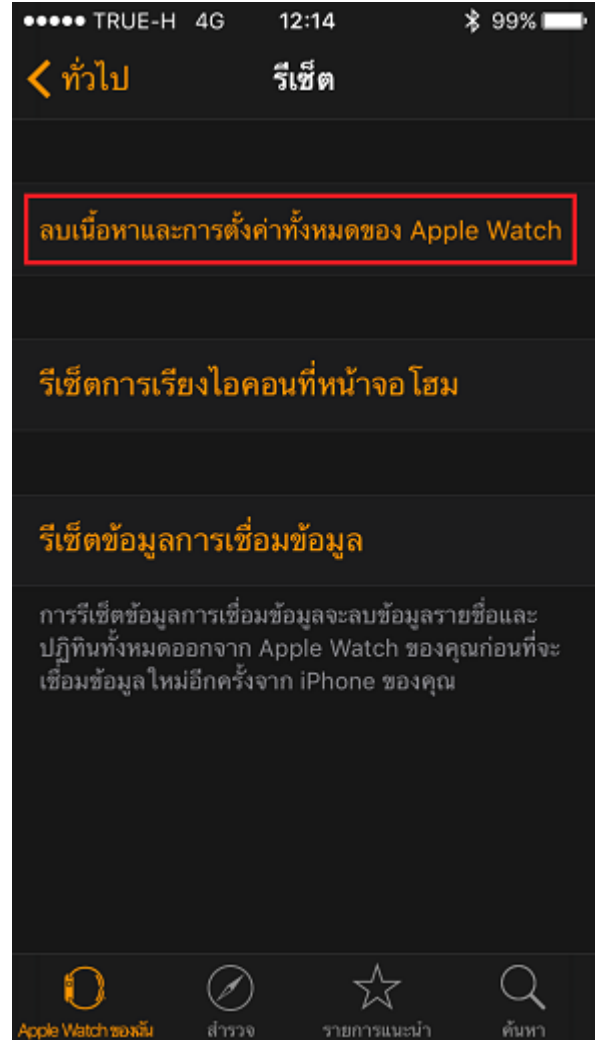 TRUE-H 4G 12:14 99%
ทั่วไป รีเซ็ต
ลบเนื้อหาและการตั้งค่าทั้งหมดของ Apple Watch
รีเซ็ตการเรียงไอคอนที่หน้าจอโฮม
รีเซ็ตข้อมูลการเชื่อมข้อมูล
การรีเซ็ตข้อมูลการเชื่อมข้อมูลจะลบข้อมูลรายชื่อและ
ปฏิทินทั้งหมดออกจาก Apple Watch ของคุณก่อนที่จะ
เชื่อมข้อมูลใหม่อีกครั้งจาก iPhone ของคุณ
Apple Watch ของฉัน สำรวจ รายการแนะนำ ค้นหา